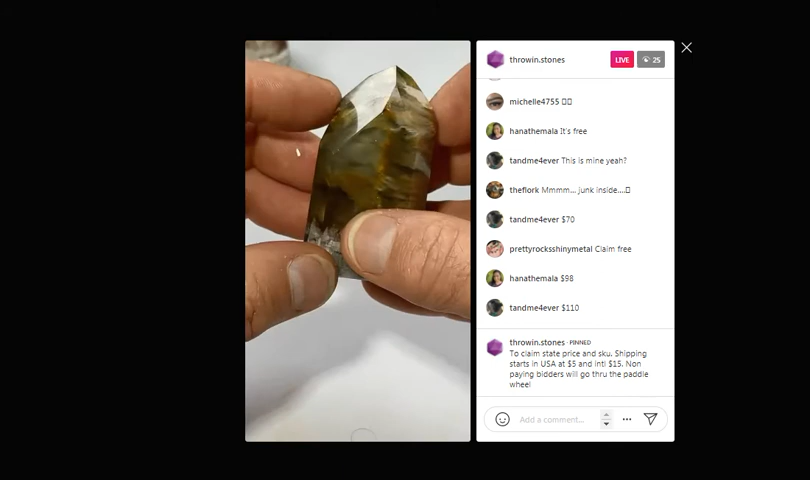 throwin.stones
LIVE
25
michelle4755
hanathemala It's free
tandme4ever This is mine yeah?
theflork Mmmm... junk inside....
tandme4ever $70
prettyrocksshinymetal Claim free
hanathemala $98
tandme4ever $110
throwin.stones · PINNED
To claim state price and sku. Shipping
starts in USA at $5 and intl $15. Non
paying bidders will go thru the paddle
wheel
Add a comment...